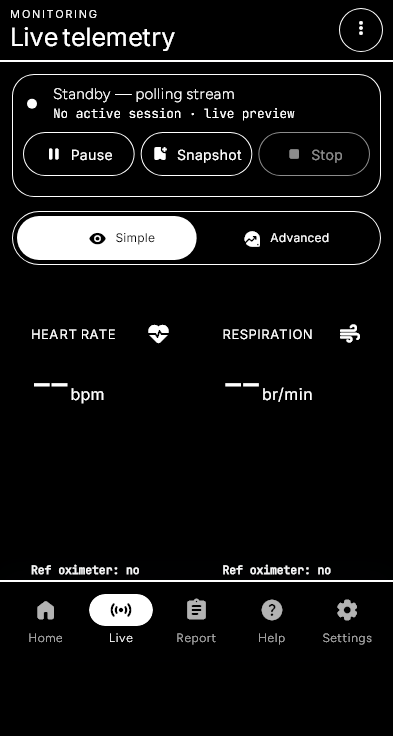 MONITORING
Live telemetry
Standby — polling stream
No active session · live preview
Pause
Snapshot
Stop
Simple
Advanced
HEART RATE
RESPIRATION
—— bpm
—— br/min
Ref oximeter: no
Ref oximeter: no
Home
Live
Report
Help
Settings